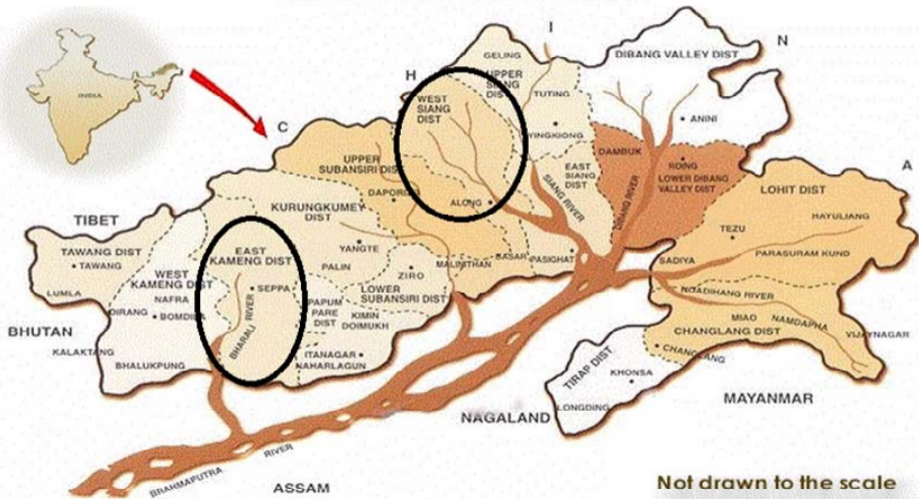 INDIA
C
H
I
N
A
GELING
UPPER
SIANG
DIST
TUTING
YINGKIONG
DIBANG VALLEY DIST
ANINI
WEST
SIANG
DIST
UPPER
SUBANSIRI DIST
DAPORIJO
ALONG
SIANG RIVER
EAST
SIANG
DIST
DAMBUK
DIBANG RIVER
ROING
LOWER DIBANG
VALLEY DIST
LOHIT DIST
HAYULIANG
TEZU
PARASURAM KUND
TIBET
TAWANG DIST
TAWANG
LUMLA
WEST
KAMENG DIST
NAFRA
DIRANG
BOMDILA
EAST
KAMENG DIST
SEPPA
BHARALI RIVER
KURUNGKUMEY
DIST
YANGTE
PALIN
ZIRO
LOWER
SUBANSIRI DIST
MALINITHAN
BASAR
PASIGHAT
SADIYA
NOADIHANG RIVER
MIAO
NAMDAPHA
VIJAYNAGAR
CHANGLANG DIST
CHANGLANG
PAPUM
PARE
DIST
KIMIN
DOIMUKH
ITANAGAR
NAHARLAGUN
BHUTAN
KALAKTANG
BHALUKPUNG
TIRAP DIST
KHONSA
LONGDING
NAGALAND
MAYANMAR
BRAHMAPUTRA
RIVER
ASSAM
Not drawn to the scale